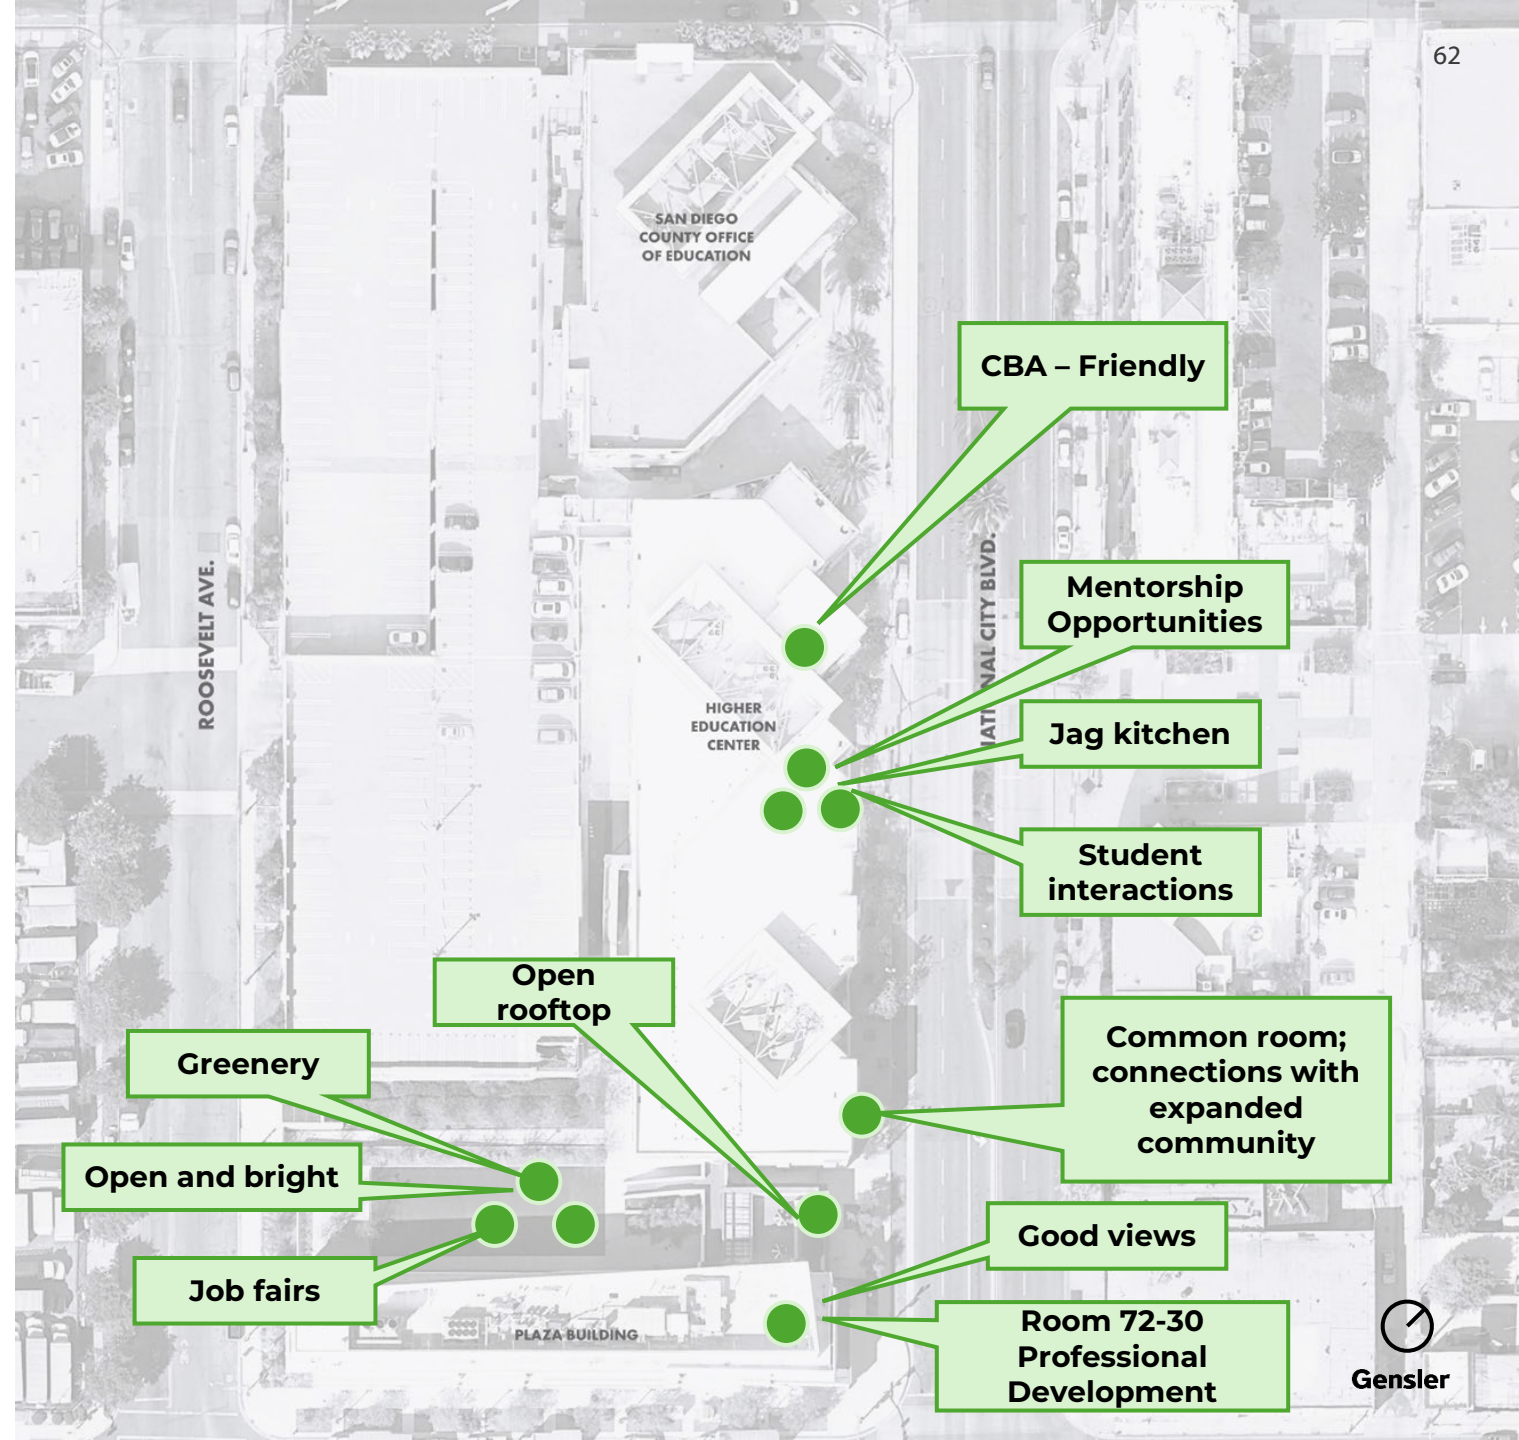 62
SAN DIEGO
COUNTY OFFICE
OF EDUCATION
CBA – Friendly
ROOSEVELT AVE.
NATIONAL CITY BLVD.
Mentorship
Opportunities
HIGHER
EDUCATION
CENTER
Jag kitchen
Student
interactions
Open
rooftop
Greenery
Common room;
connections with
expanded
community
Open and bright
Good views
Job fairs
Room 72-30
Professional
Development
PLAZA BUILDING
Gensler